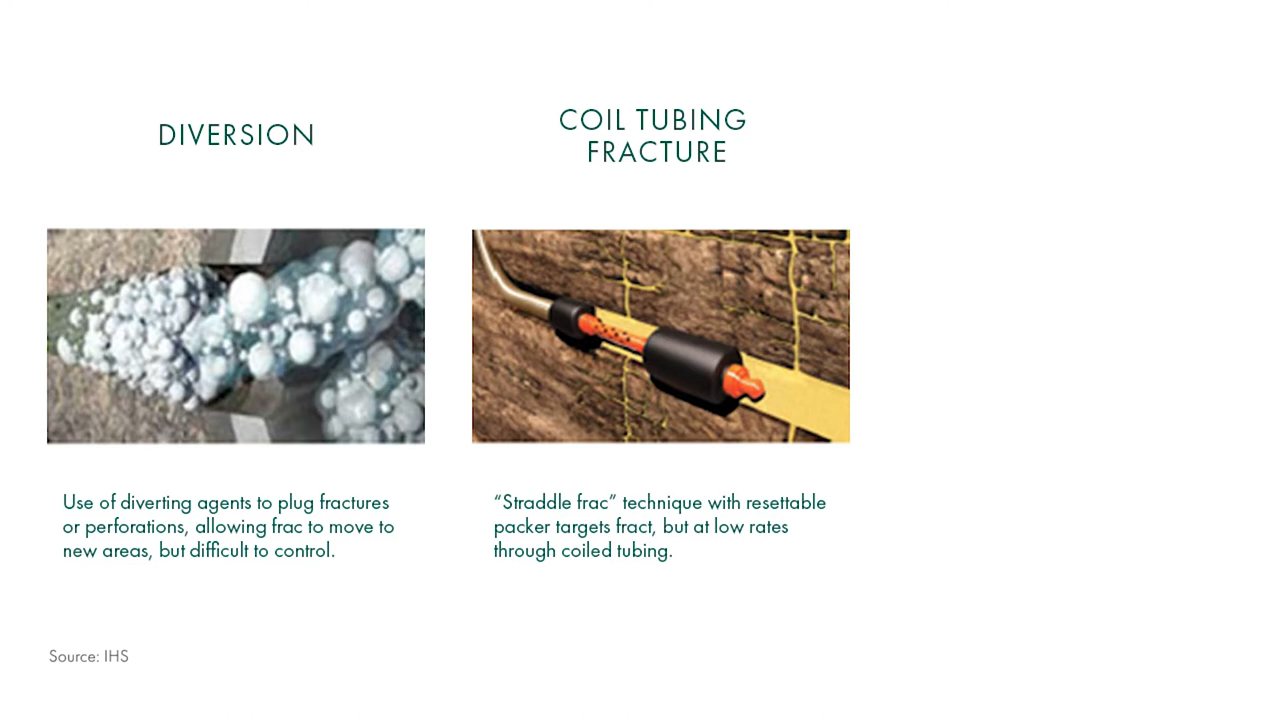 DIVERSION
COIL TUBING
FRACTURE
Use of diverting agents to plug fractures
or perforations, allowing frac to move to
new areas, but difficult to control.
“Straddle frac” technique with resettable
packer targets fract, but at low rates
through coiled tubing.
Source: IHS